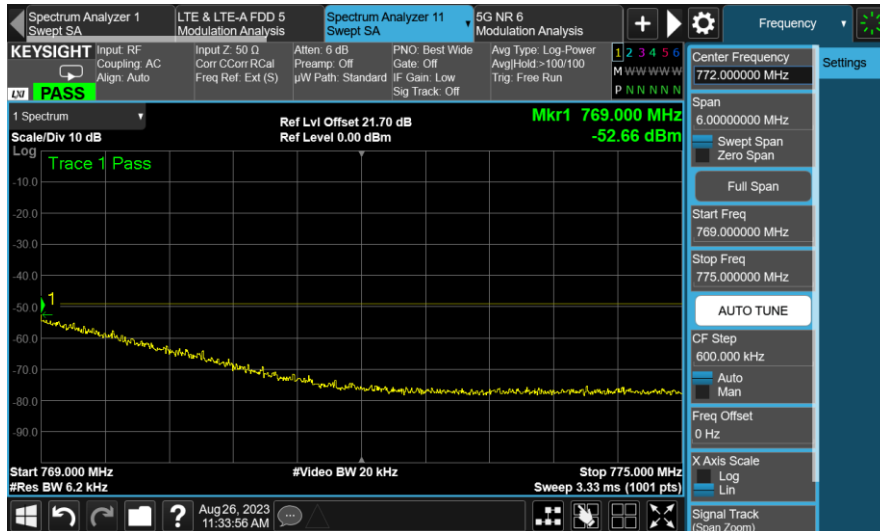 Spectrum Analyzer 1
Swept SA
LTE & LTE-A FDD 5
Modulation Analysis
Spectrum Analyzer 11
Swept SA
5G NR 6
Modulation Analysis
+
Frequency
KEYSIGHT
LXI
PASS
Input: RF
Coupling: AC
Align: Auto
Input Z: 50 Ω
Corr CCorr RCal
Freq Ref: Ext (S)
Atten: 6 dB
Preamp: Off
µW Path: Standard
PNO: Best Wide
Gate: Off
IF Gain: Low
Sig Track: Off
Avg Type: Log-Power
Avg|Hold:>100/100
Trig: Free Run
1 2 3 4 5 6
M W W W W W
P N N N N N
1 Spectrum
Scale/Div 10 dB
Ref Lvl Offset 21.70 dB
Ref Level 0.00 dBm
Mkr1 769.000 MHz
-52.66 dBm
Log
Trace 1 Pass
-10.0
-20.0
-30.0
-40.0
-50.0
-60.0
-70.0
-80.0
-90.0
1
Start 769.000 MHz
#Res BW 6.2 kHz
#Video BW 20 kHz
Stop 775.000 MHz
Sweep 3.33 ms (1001 pts)
?
Aug 26, 2023
11:33:56 AM
Center Frequency
772.000000 MHz
Settings
Span
6.00000000 MHz
Swept Span
Zero Span
Full Span
Start Freq
769.000000 MHz
Stop Freq
775.000000 MHz
AUTO TUNE
CF Step
600.000 kHz
Auto
Man
Freq Offset
0 Hz
X Axis Scale
Log
Lin
Signal Track
(Span Zoom)